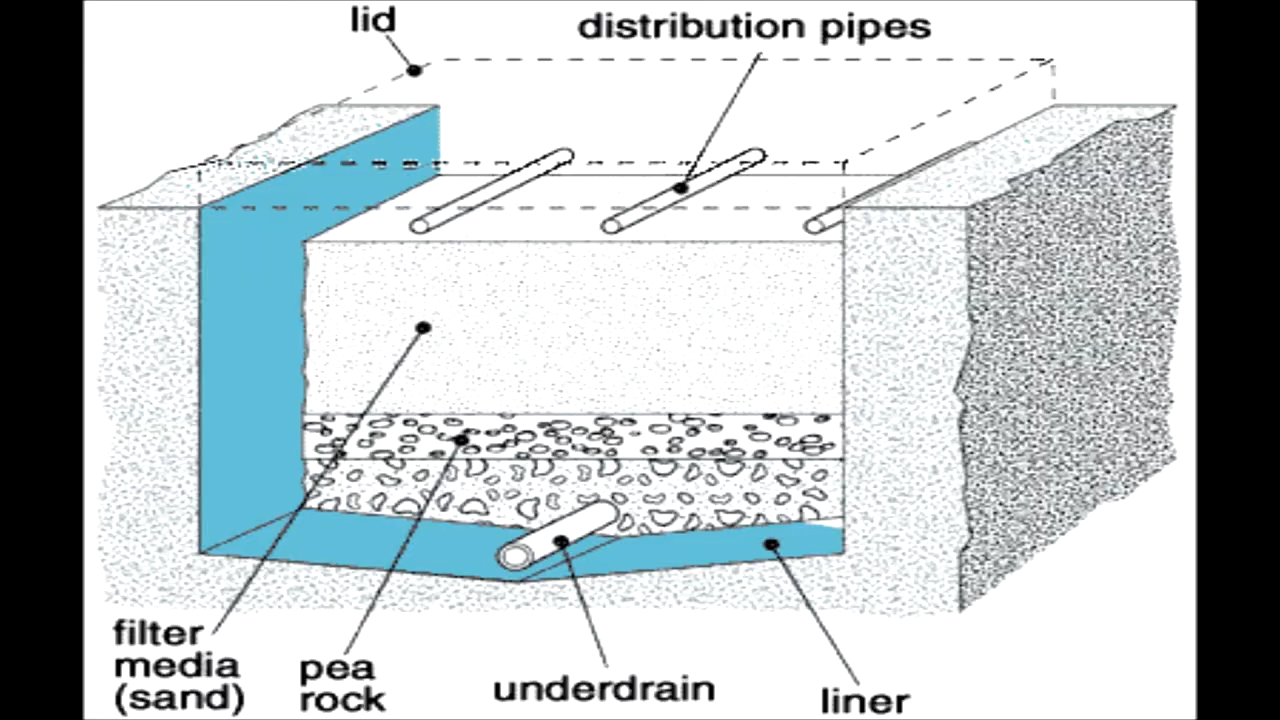 lid
distribution pipes
filter
media
(sand)
pea
rock
underdrain
liner